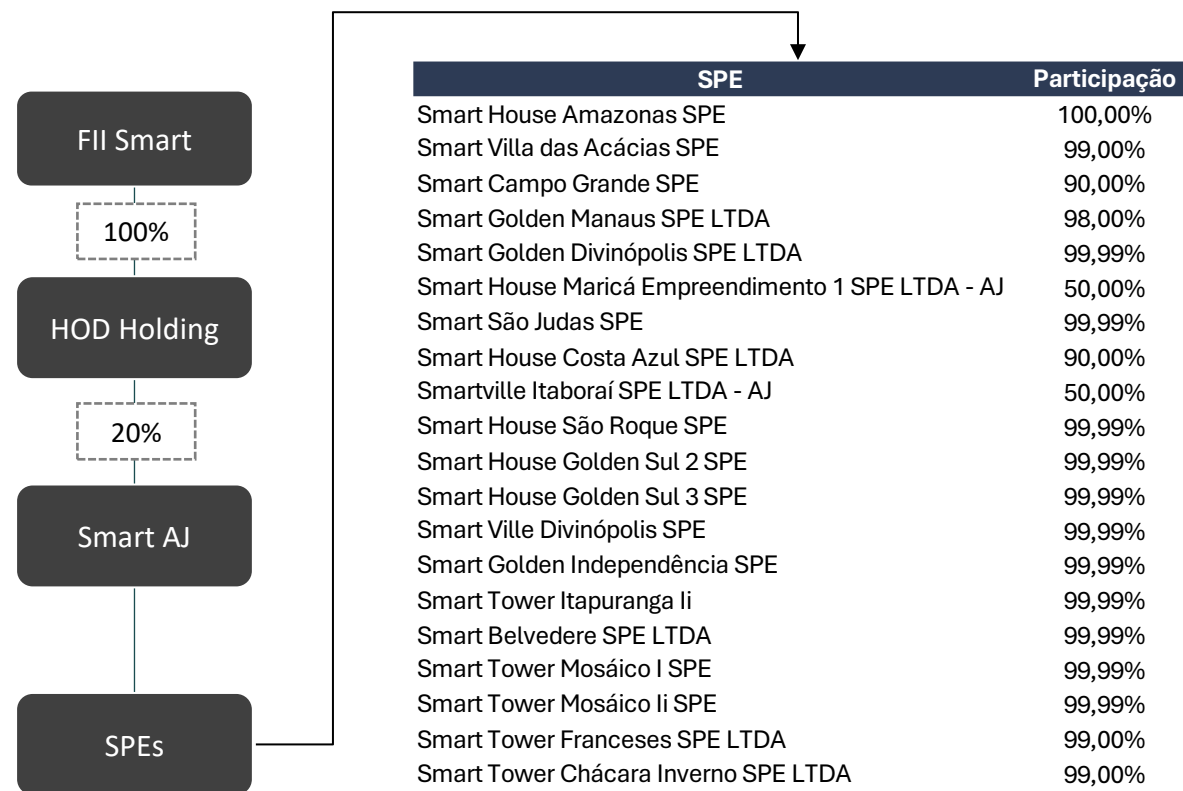 FII Smart
100%
HOD Holding
20%
Smart AJ
SPEs
SPE Participação
Smart House Amazonas SPE 100,00%
Smart Villa das Acácias SPE 99,00%
Smart Campo Grande SPE 90,00%
Smart Golden Manaus SPE LTDA 98,00%
Smart Golden Divinópolis SPE LTDA 99,99%
Smart House Maricá Empreendimento 1 SPE LTDA - AJ 50,00%
Smart São Judas SPE 99,99%
Smart House Costa Azul SPE LTDA 90,00%
Smartville Itaboraí SPE LTDA - AJ 50,00%
Smart House São Roque SPE 99,99%
Smart House Golden Sul 2 SPE 99,99%
Smart House Golden Sul 3 SPE 99,99%
Smart Ville Divinópolis SPE 99,99%
Smart Golden Independência SPE 99,99%
Smart Tower Itapuranga Ii 99,99%
Smart Belvedere SPE LTDA 99,99%
Smart Tower Mosáico I SPE 99,99%
Smart Tower Mosáico Ii SPE 99,99%
Smart Tower Franceses SPE LTDA 99,00%
Smart Tower Chácara Inverno SPE LTDA 99,00%